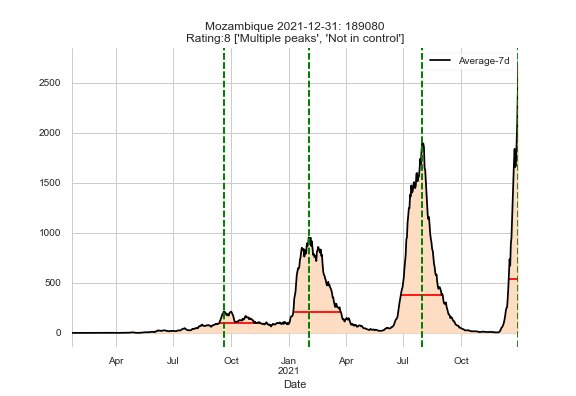 Mozambique 2021-12-31: 189080
Rating:8 ['Multiple peaks', 'Not in control']
Average-7d
2500
2000
1500
1000
500
0
Apr Jul Oct Jan Apr Jul Oct
2021
Date